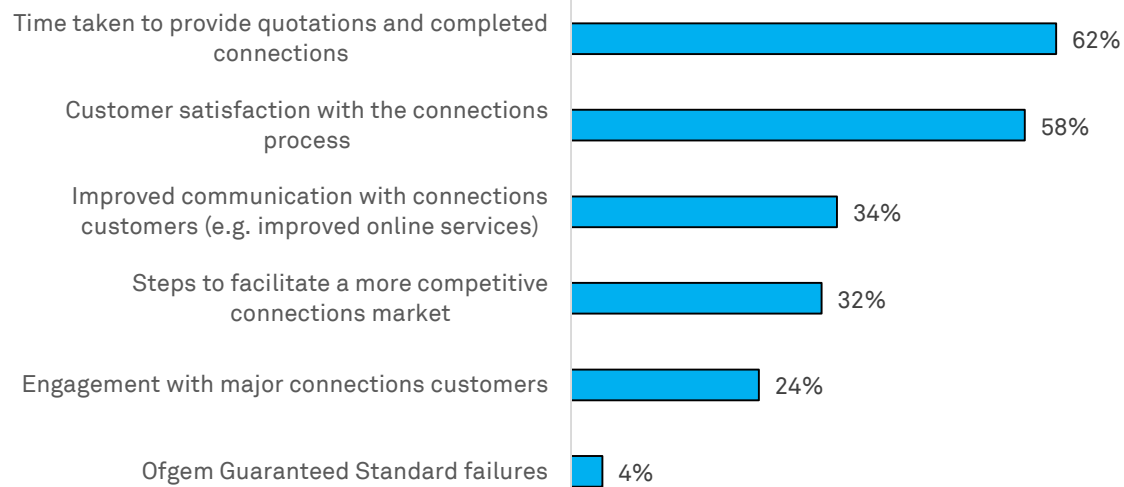 Time taken to provide quotations and completed
connections
62%
Customer satisfaction with the connections
process
58%
Improved communication with connections
customers (e.g. improved online services)
34%
Steps to facilitate a more competitive
connections market
32%
Engagement with major connections customers
24%
Ofgem Guaranteed Standard failures
4%